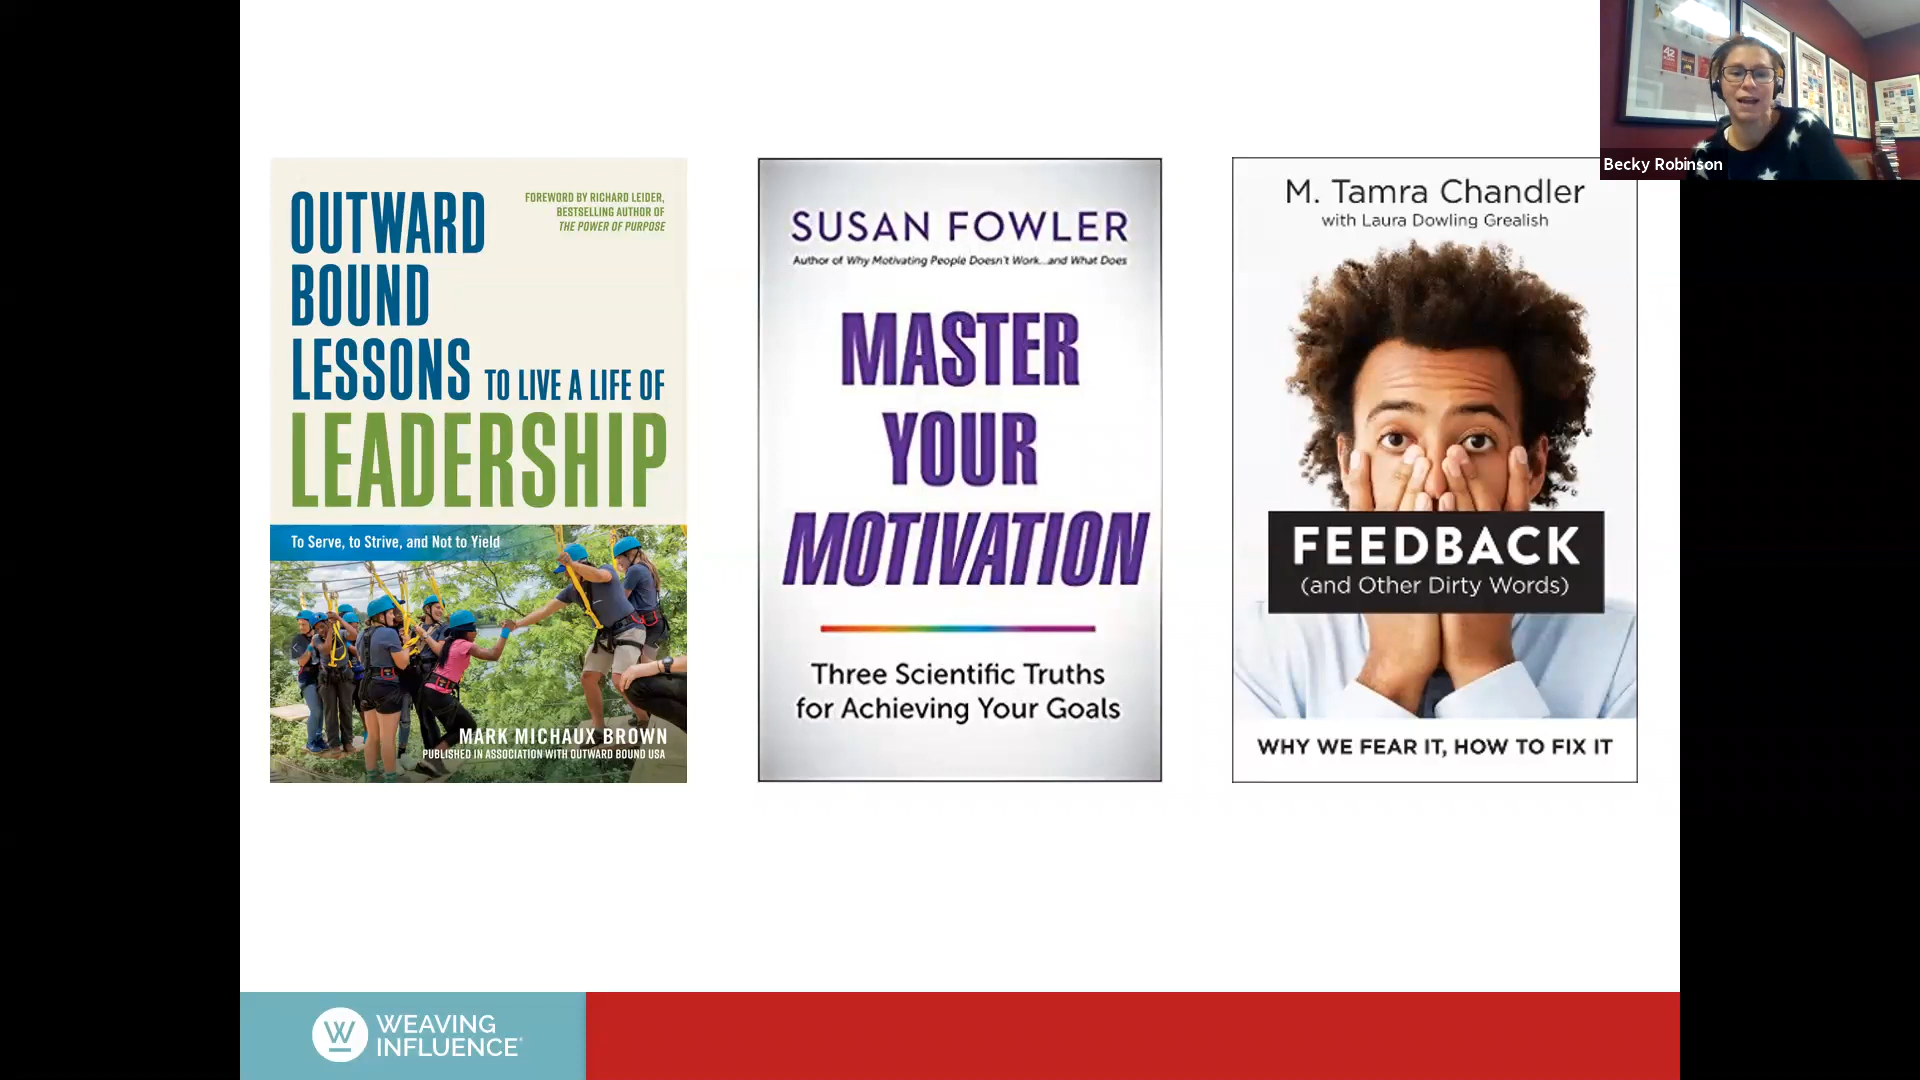 OUTWARD
BOUND
LESSONS TO LIVE A LIFE OF
LEADERSHIP
FOREWORD BY RICHARD LEIDER,
BESTSELLING AUTHOR OF
THE POWER OF PURPOSE
To Serve, to Strive, and Not to Yield
MARK MICHAUX BROWN
PUBLISHED IN ASSOCIATION WITH OUTWARD BOUND USA
SUSAN FOWLER
Author of Why Motivating People Doesn't Work...and What Does
MASTER
YOUR
MOTIVATION
Three Scientific Truths
for Achieving Your Goals
M. Tamra Chandler
with Laura Dowling Grealish
FEEDBACK
(and Other Dirty Words)
WHY WE FEAR IT, HOW TO FIX IT
42
Becky Robinson
W
WEAVING
INFLUENCE